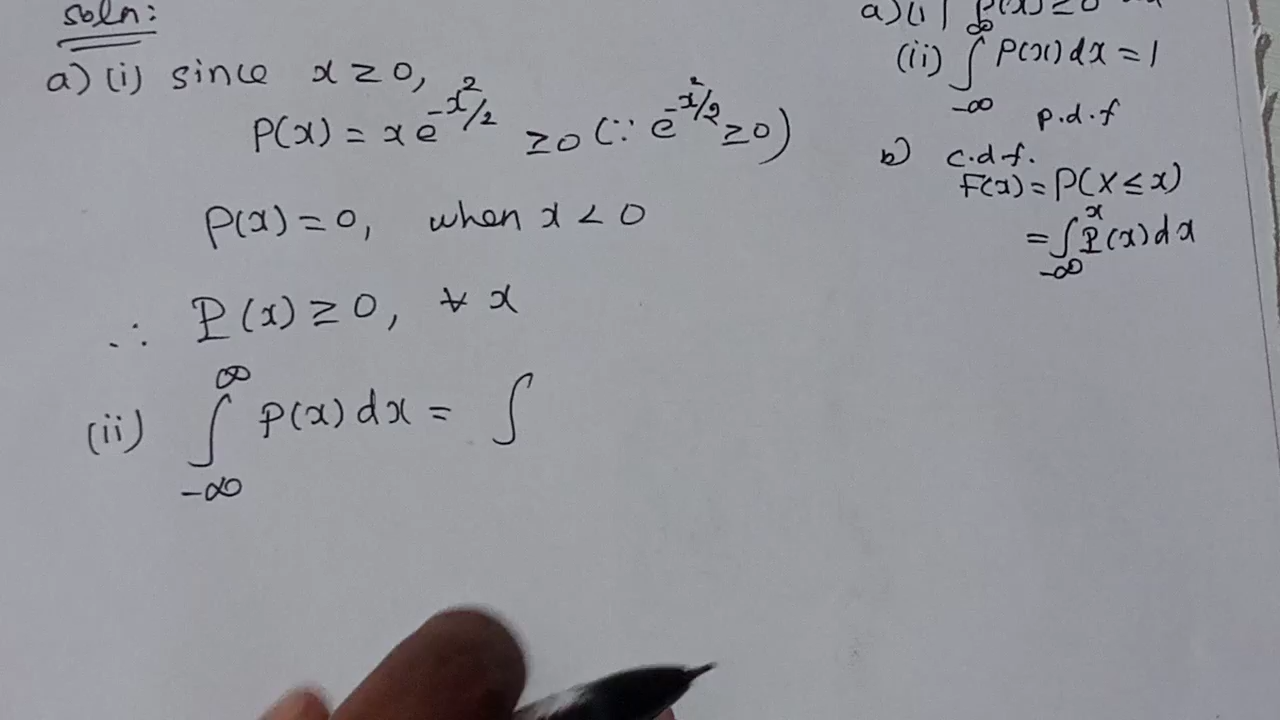 Soln:
a) (i) since x ≥ 0,
P(x) = x e^{-x²/2} ≥ 0 (∵ e^{-x²/2} ≥ 0)
P(x) = 0, when x < 0
∴ P(x) ≥ 0, ∀ x
(ii) ∫_{-∞}^{∞} P(x) dx = ∫
a) (i) P(x) ≥ 0
(ii) ∫_{-∞}^{∞} P(x) dx = 1
p.d.f
b) c.d.f.
F(x) = P(X ≤ x)
= ∫_{-∞}^{x} P(x) dx